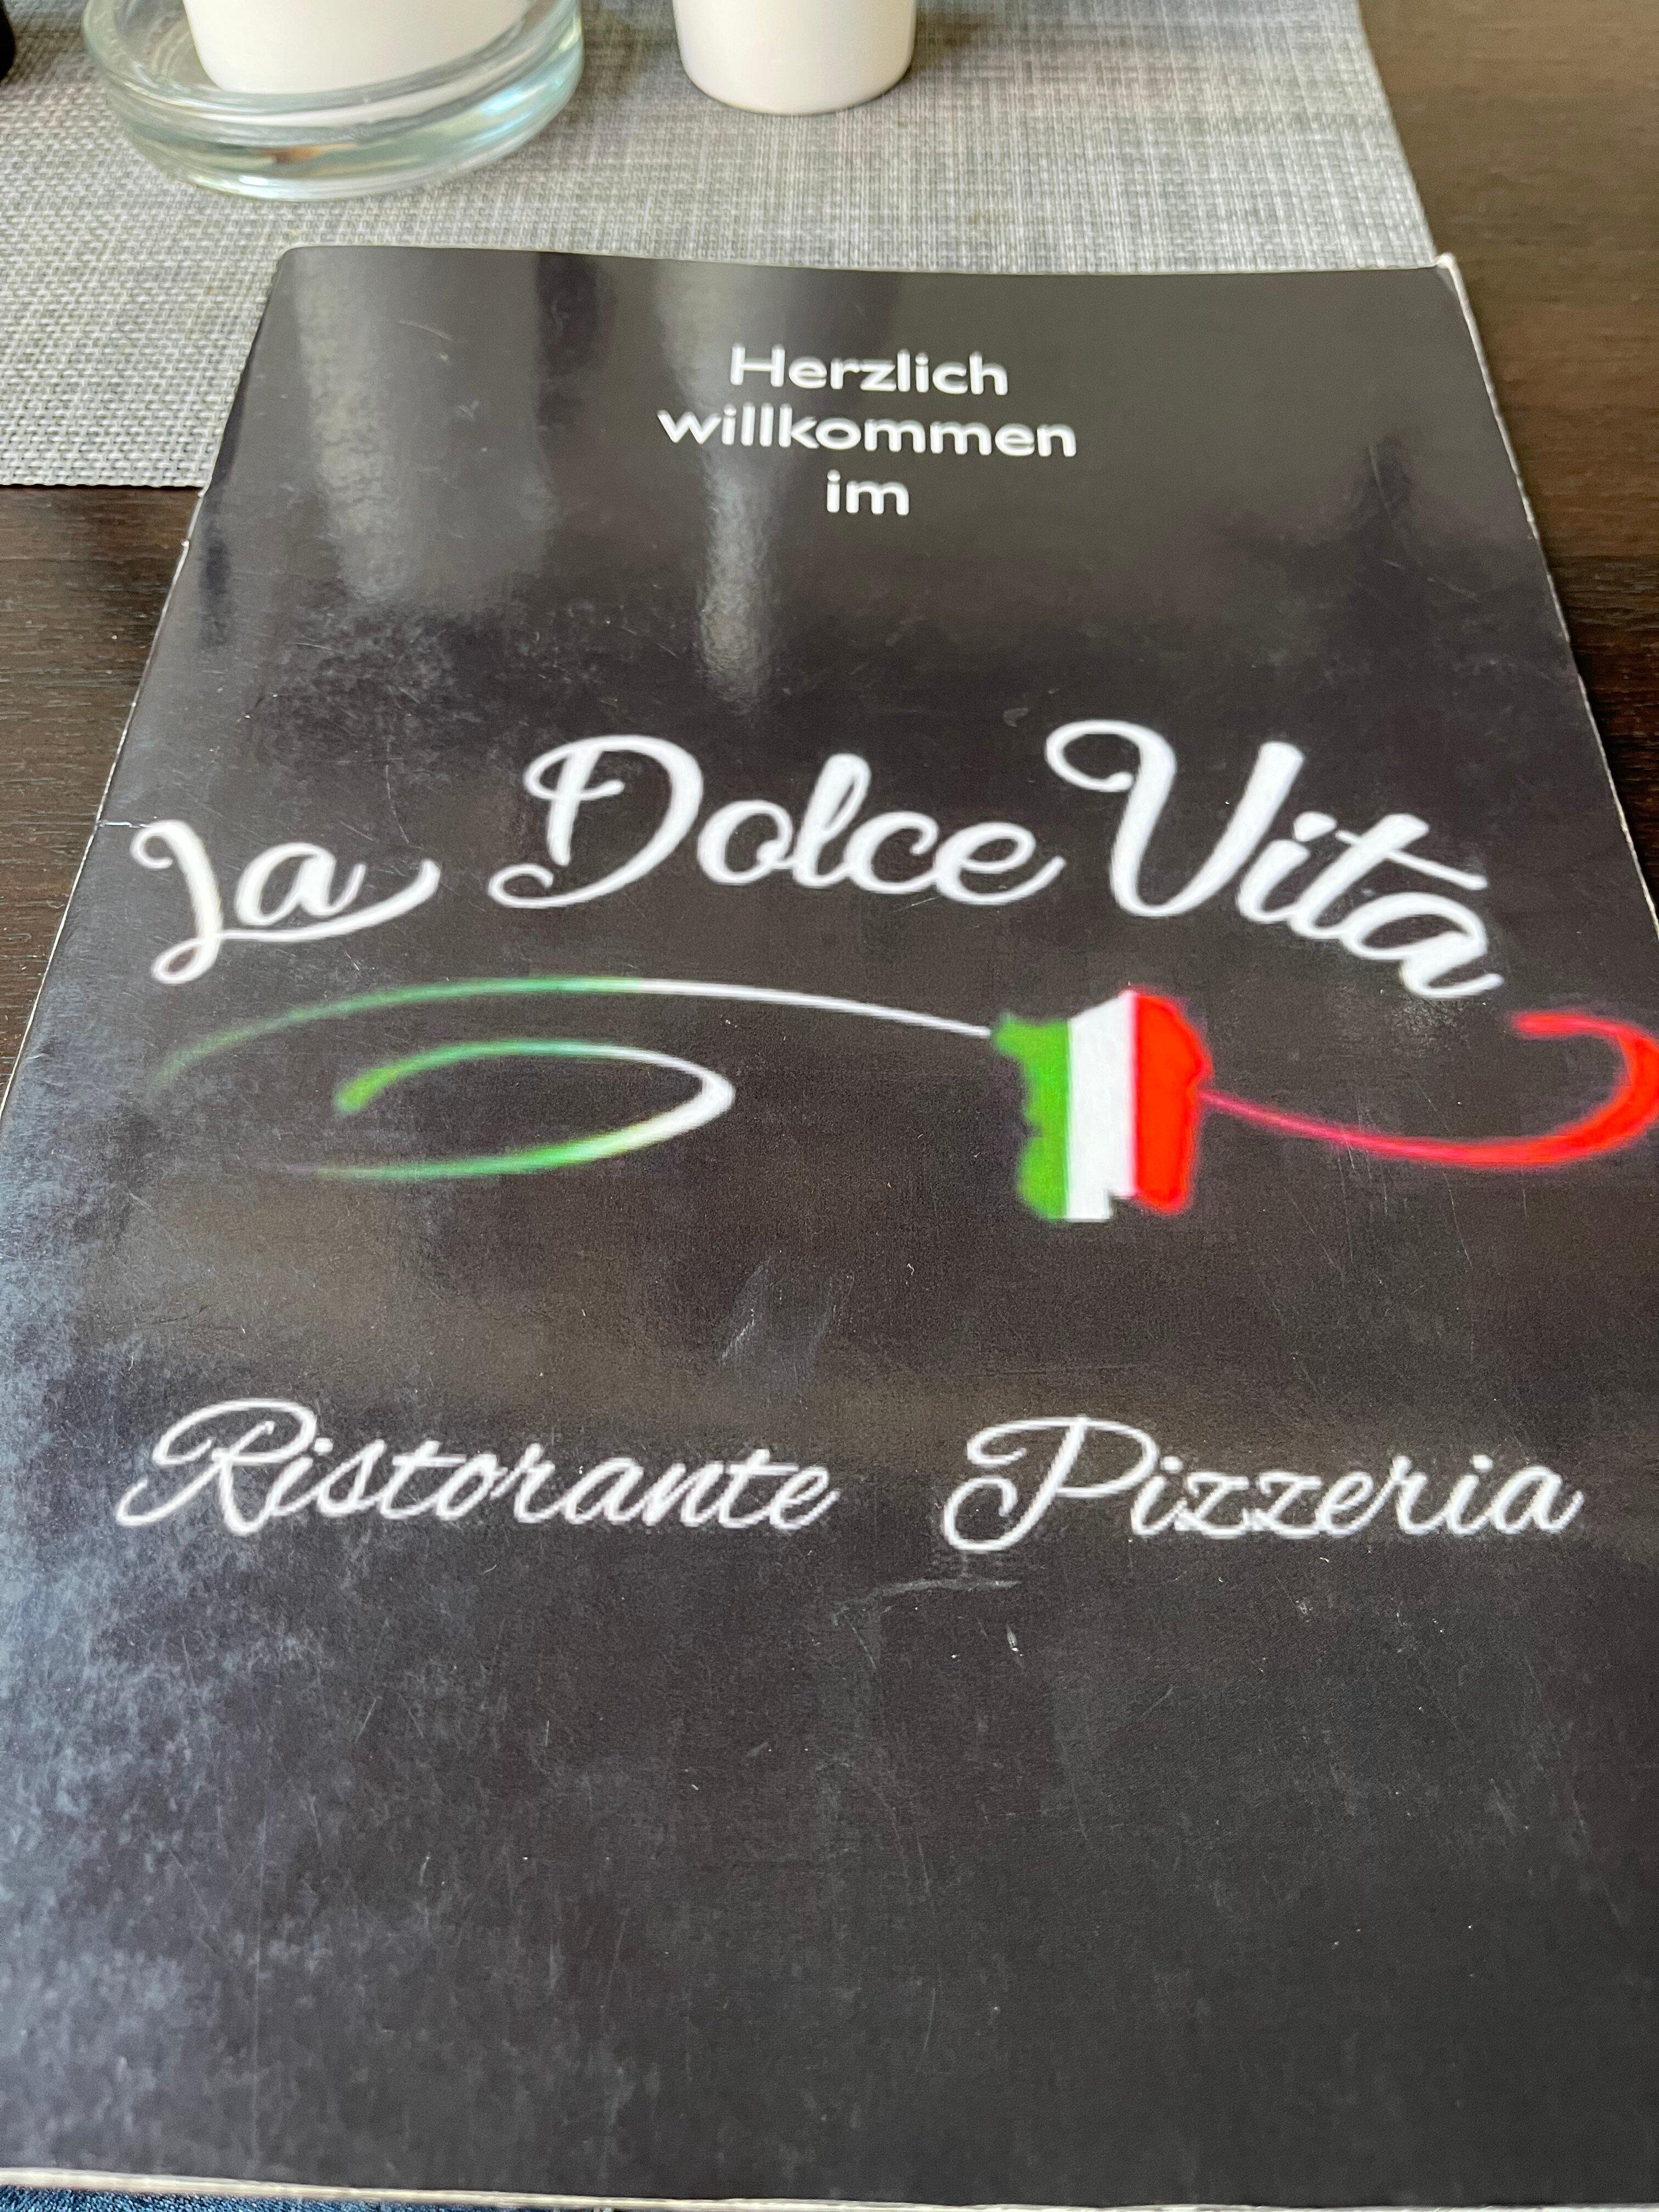 Herzlich
willkommen
im
La Dolce Vita
Ristorante Pizzeria